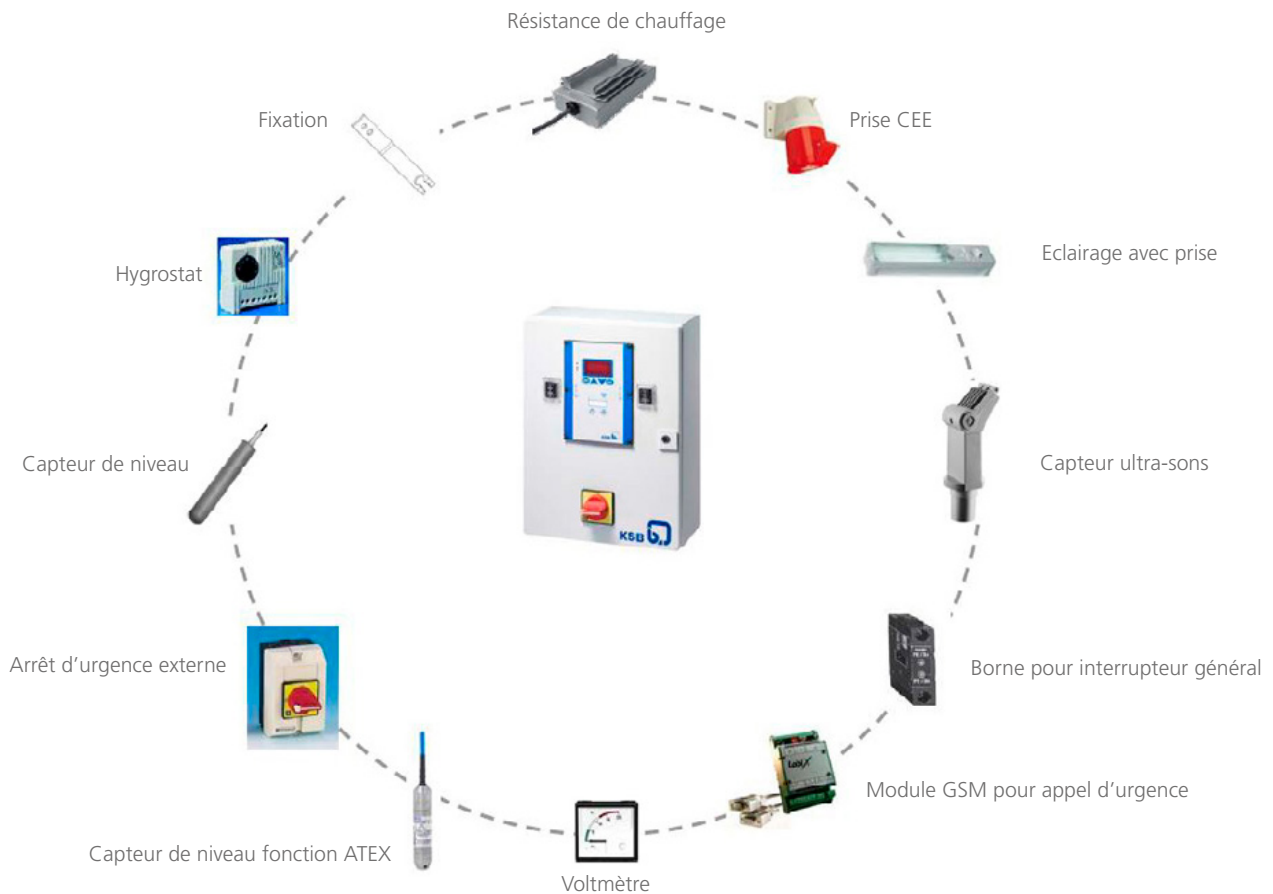 Résistance de chauffage
Fixation
Prise CEE
Hygrostat
Eclairage avec prise
Capteur de niveau
KSB
Capteur ultra-sons
Arrêt d'urgence externe
Borne pour interrupteur général
Module GSM pour appel d'urgence
Capteur de niveau fonction ATEX
Voltmètre